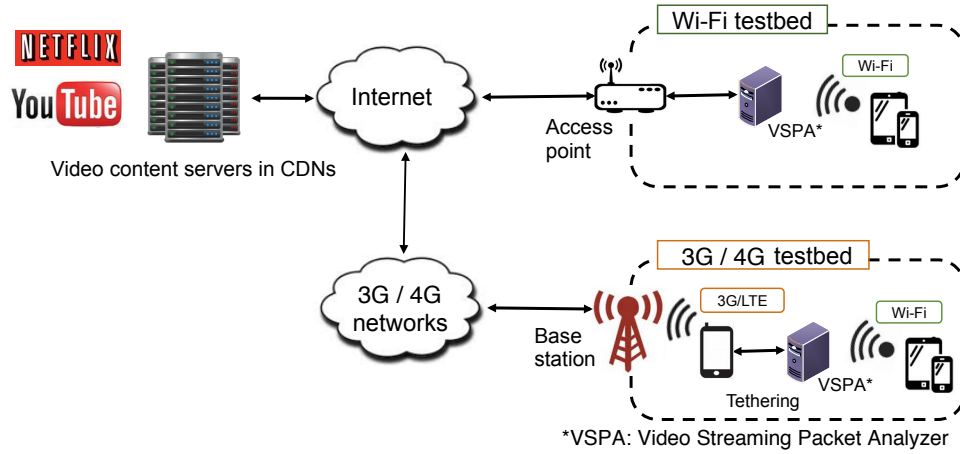 NETFLIX
YouTube
Video content servers in CDNs
Internet
Access
point
Wi-Fi testbed
VSPA*
Wi-Fi
3G / 4G
networks
Base
station
3G / 4G testbed
3G/LTE
Tethering
VSPA*
Wi-Fi
*VSPA: Video Streaming Packet Analyzer